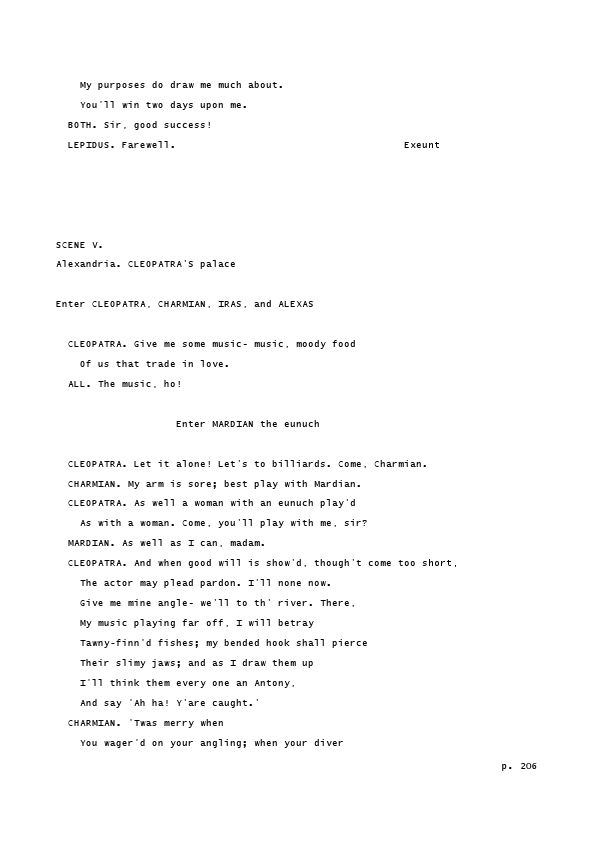 My purposes do draw me much about.
You'll win two days upon me.
BOTH. Sir, good success!
LEPIDUS. Farewell. Exeunt
SCENE V.
Alexandria. CLEOPATRA'S palace
Enter CLEOPATRA, CHARMIAN, IRAS, and ALEXAS
CLEOPATRA. Give me some music- music, moody food
Of us that trade in love.
ALL. The music, ho!
Enter MARDIAN the eunuch
CLEOPATRA. Let it alone! Let's to billiards. Come, Charmian.
CHARMIAN. My arm is sore; best play with Mardian.
CLEOPATRA. As well a woman with an eunuch play'd
As with a woman. Come, you'll play with me, sir?
MARDIAN. As well as I can, madam.
CLEOPATRA. And when good will is show'd, though't come too short,
The actor may plead pardon. I'll none now.
Give me mine angle- we'll to th' river. There,
My music playing far off, I will betray
Tawny-finn'd fishes; my bended hook shall pierce
Their slimy jaws; and as I draw them up
I'll think them every one an Antony,
And say 'Ah ha! Y'are caught.'
CHARMIAN. 'Twas merry when
You wager'd on your angling; when your diver
p. 206